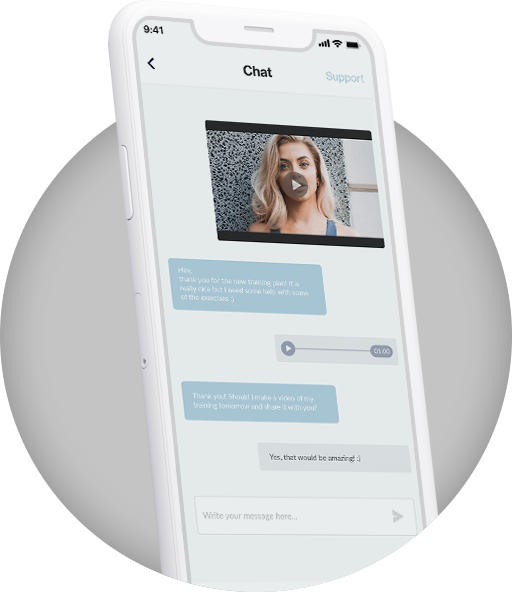 9:41
Chat
Support
Hey,
thank you for the new training plan! It is
really nice but I need some help with some
of the exercises :)
01:00
Thank you! Should I make a video of my
training tomorrow and share it with you?
Yes, that would be amazing! :)
Write your message here...